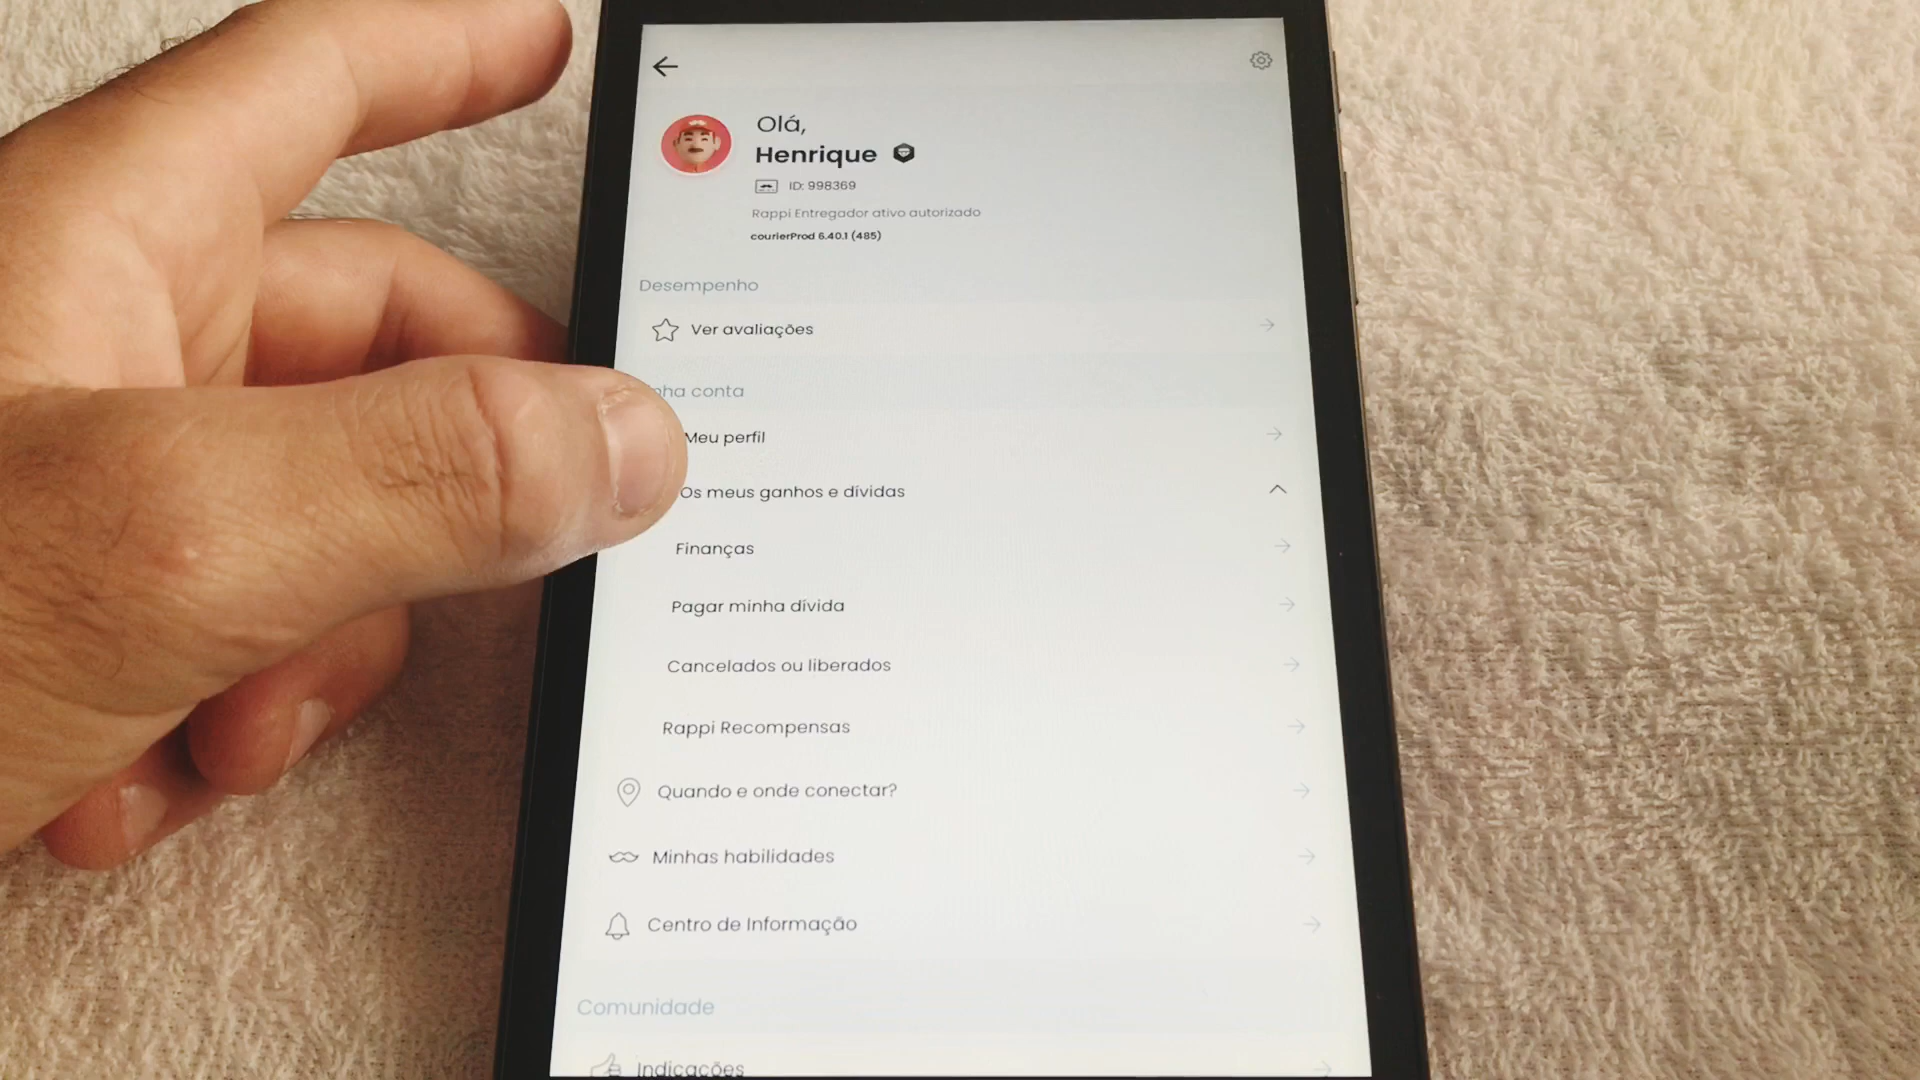 Olá,
Henrique
ID: 998369
Rappi Entregador ativo autorizado
courierProd 6.40.1 (485)
Desempenho
Ver avaliações
nha conta
Meu perfil
Os meus ganhos e dívidas
Finanças
Pagar minha dívida
Cancelados ou liberados
Rappi Recompensas
Quando e onde conectar?
Minhas habilidades
Centro de Informação
Comunidade
Indicações